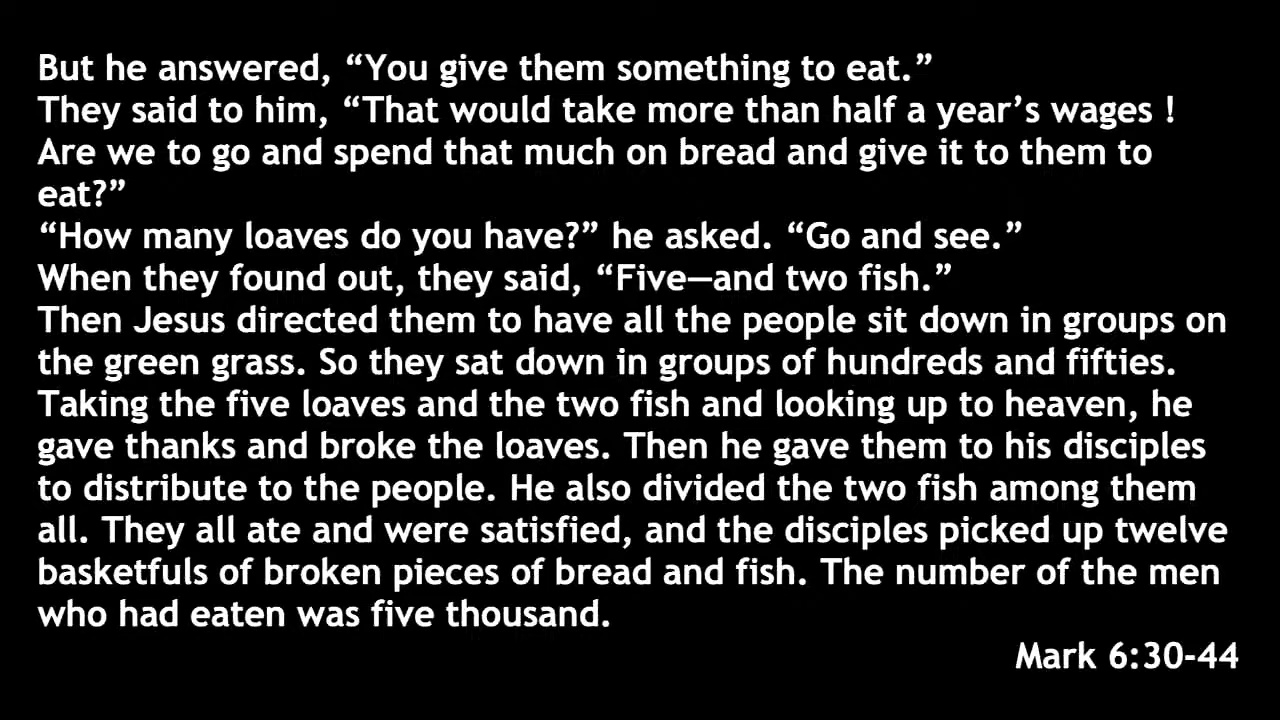 But he answered, “You give them something to eat.”
They said to him, “That would take more than half a year’s wages !
Are we to go and spend that much on bread and give it to them to
eat?”
“How many loaves do you have?” he asked. “Go and see.”
When they found out, they said, “Five—and two fish.”
Then Jesus directed them to have all the people sit down in groups on
the green grass. So they sat down in groups of hundreds and fifties.
Taking the five loaves and the two fish and looking up to heaven, he
gave thanks and broke the loaves. Then he gave them to his disciples
to distribute to the people. He also divided the two fish among them
all. They all ate and were satisfied, and the disciples picked up twelve
basketfuls of broken pieces of bread and fish. The number of the men
who had eaten was five thousand.
Mark 6:30-44